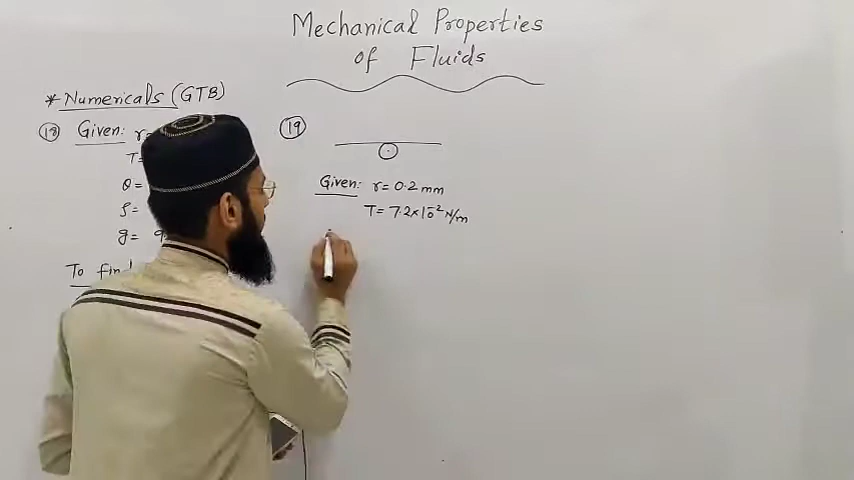 Mechanical Properties
of Fluids
* Numericals (GTB)
18 Given: r=
T=
θ =
ρ =
g= 9
To find
19
Given: r= 0.2 mm
T= 7.2×10⁻² N/m